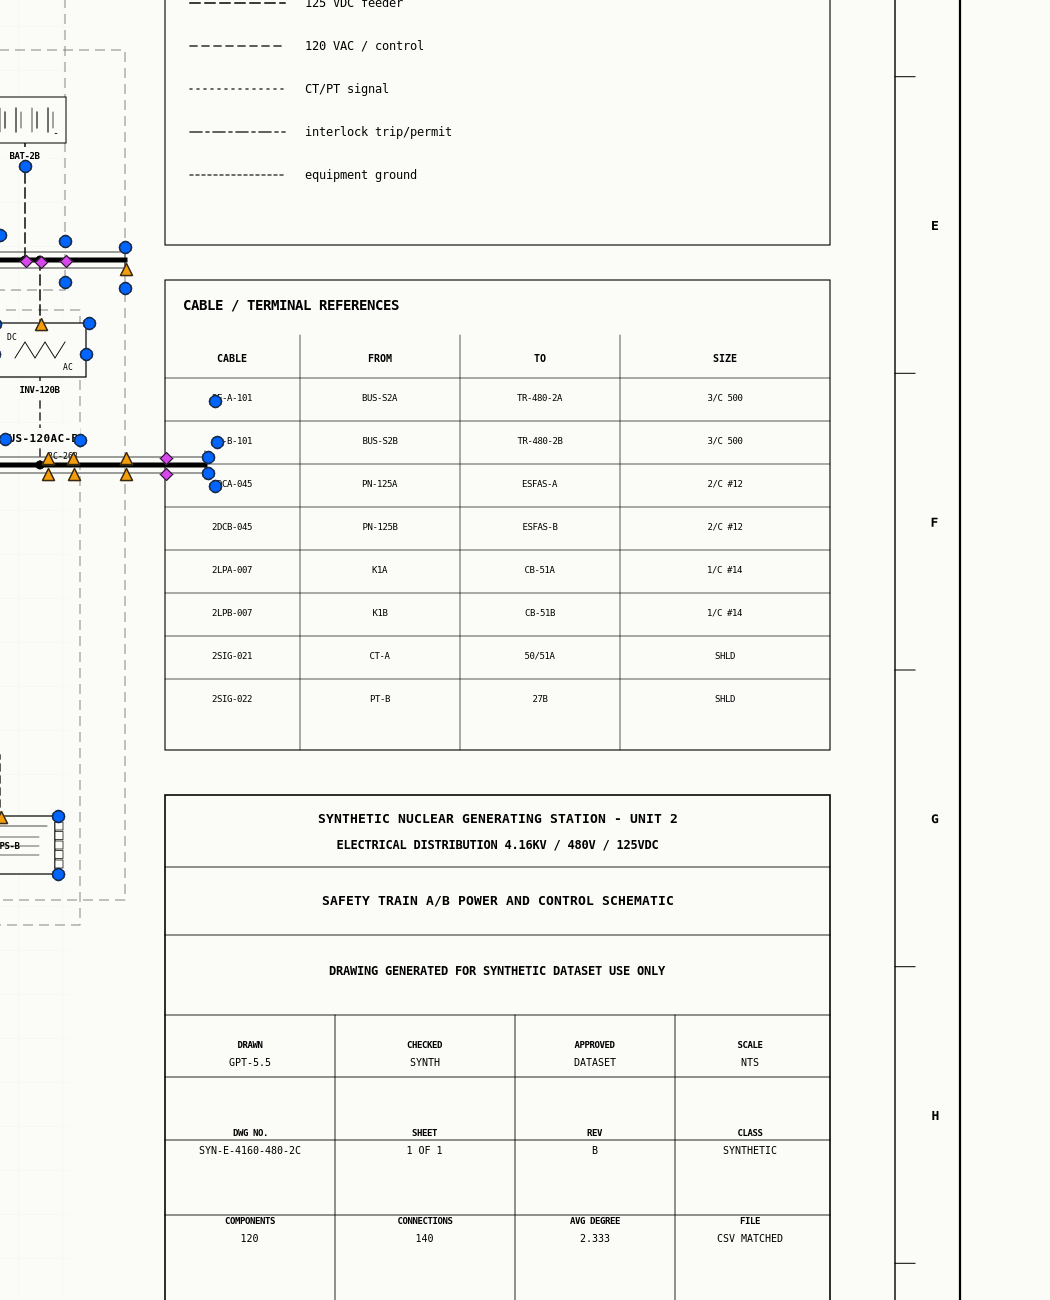 125 VDC feeder
120 VAC / control
CT/PT signal
interlock trip/permit
equipment ground
-
BAT-2B
E
DC
AC
INV-120B
CABLE / TERMINAL REFERENCES
CABLE FROM TO SIZE
BUS-S2A TR-480-2A 3/C 500
BUS-S2B TR-480-2B 3/C 500
PN-125A ESFAS-A 2/C #12
2DCB-045 PN-125B ESFAS-B 2/C #12
2LPA-007 K1A CB-51A 1/C #14
2LPB-007 K1B CB-51B 1/C #14
2SIG-021 CT-A 50/51A SHLD
2SIG-022 PT-B 27B SHLD
F
PS-B
G
SYNTHETIC NUCLEAR GENERATING STATION - UNIT 2
ELECTRICAL DISTRIBUTION 4.16KV / 480V / 125VDC
SAFETY TRAIN A/B POWER AND CONTROL SCHEMATIC
DRAWING GENERATED FOR SYNTHETIC DATASET USE ONLY
DRAWN CHECKED APPROVED SCALE
GPT-5.5 SYNTH DATASET NTS
H
DWG NO. SHEET REV CLASS
SYN-E-4160-480-2C 1 OF 1 B SYNTHETIC
COMPONENTS CONNECTIONS AVG DEGREE FILE
120 140 2.333 CSV MATCHED